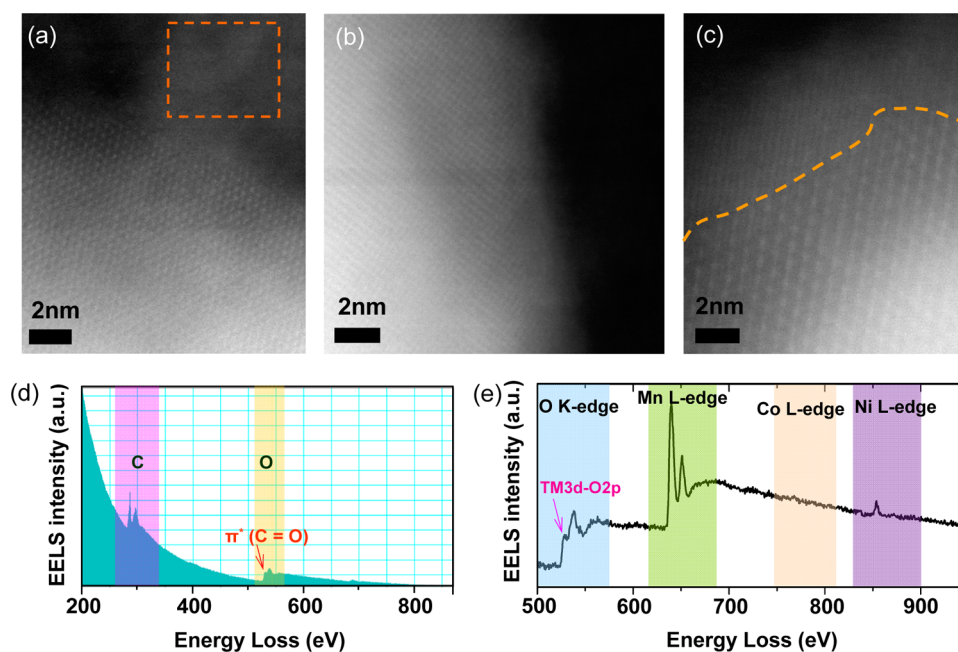 (a)
2nm
(b)
2nm
(c)
2nm
(d)
EELS intensity (a.u.)
C
O
π* (C = O)
200
400
600
800
Energy Loss (eV)
(e)
EELS intensity (a.u.)
O K-edge
Mn L-edge
Co L-edge
Ni L-edge
TM3d-O2p
500
600
700
800
900
Energy Loss (eV)